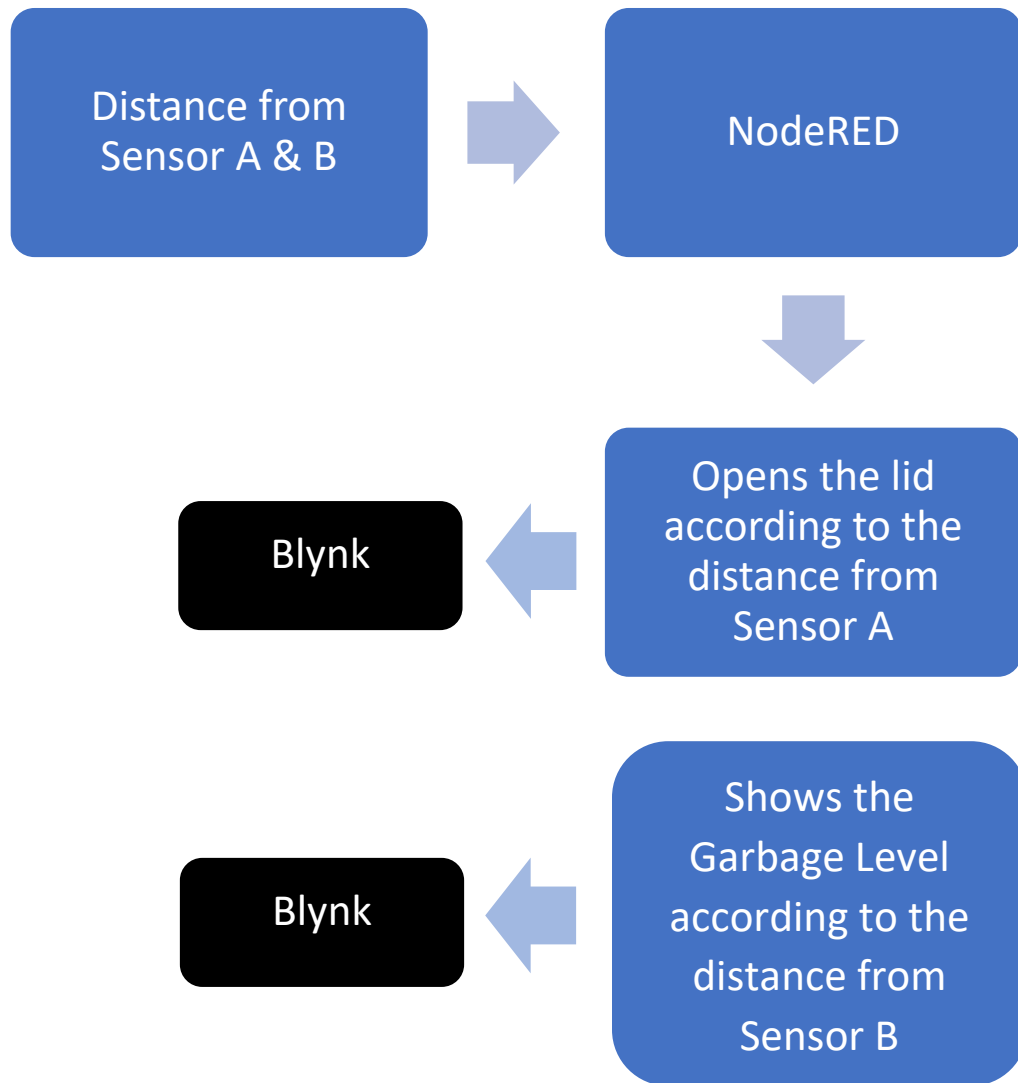 Distance from
Sensor A & B
NodeRED
Opens the lid
according to the
distance from
Sensor A
Blynk
Shows the
Garbage Level
according to the
distance from
Sensor B
Blynk